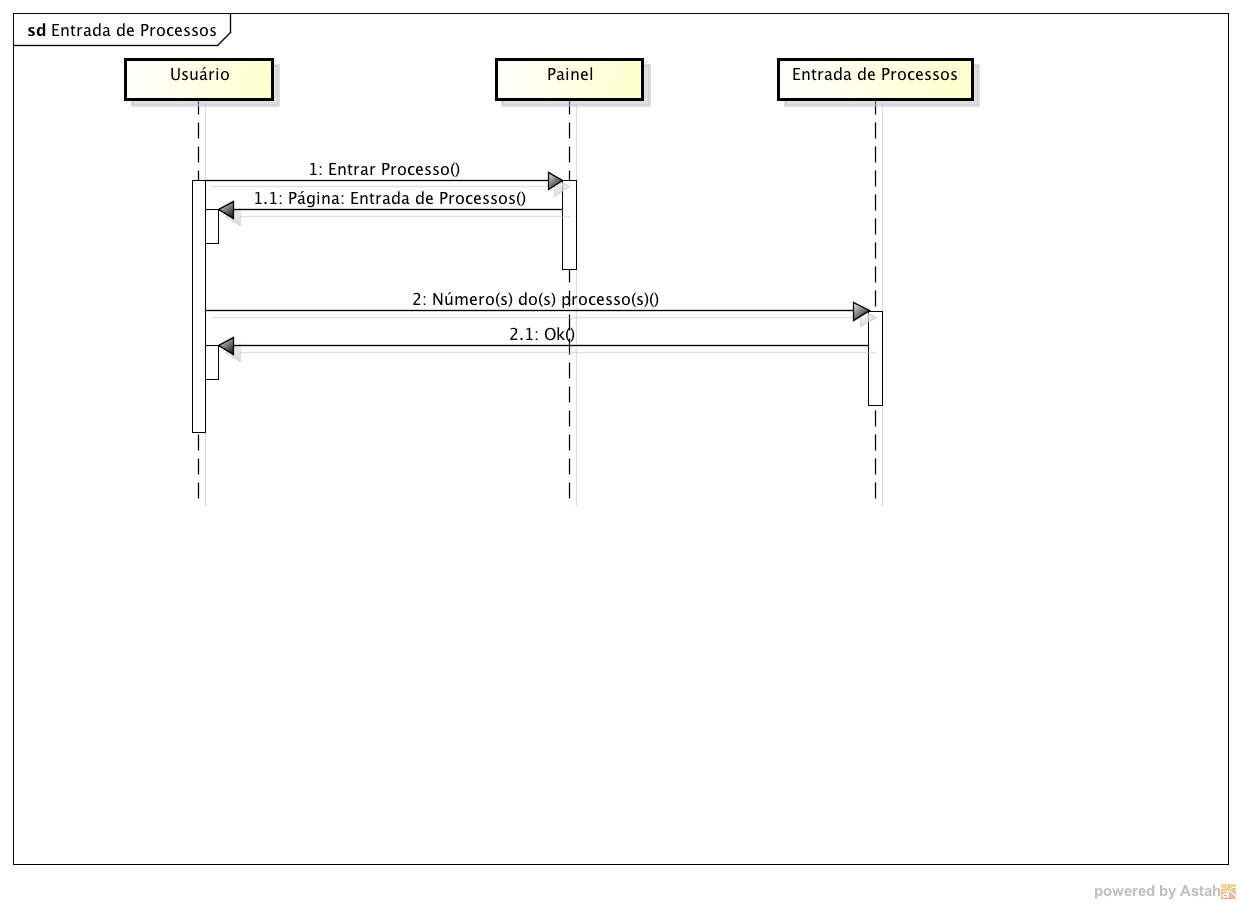 sd Entrada de Processos
Usuário
Painel
Entrada de Processos
1: Entrar Processo()
1.1: Página: Entrada de Processos()
2: Número(s) do(s) processo(s)()
2.1: Ok()
powered by Astah